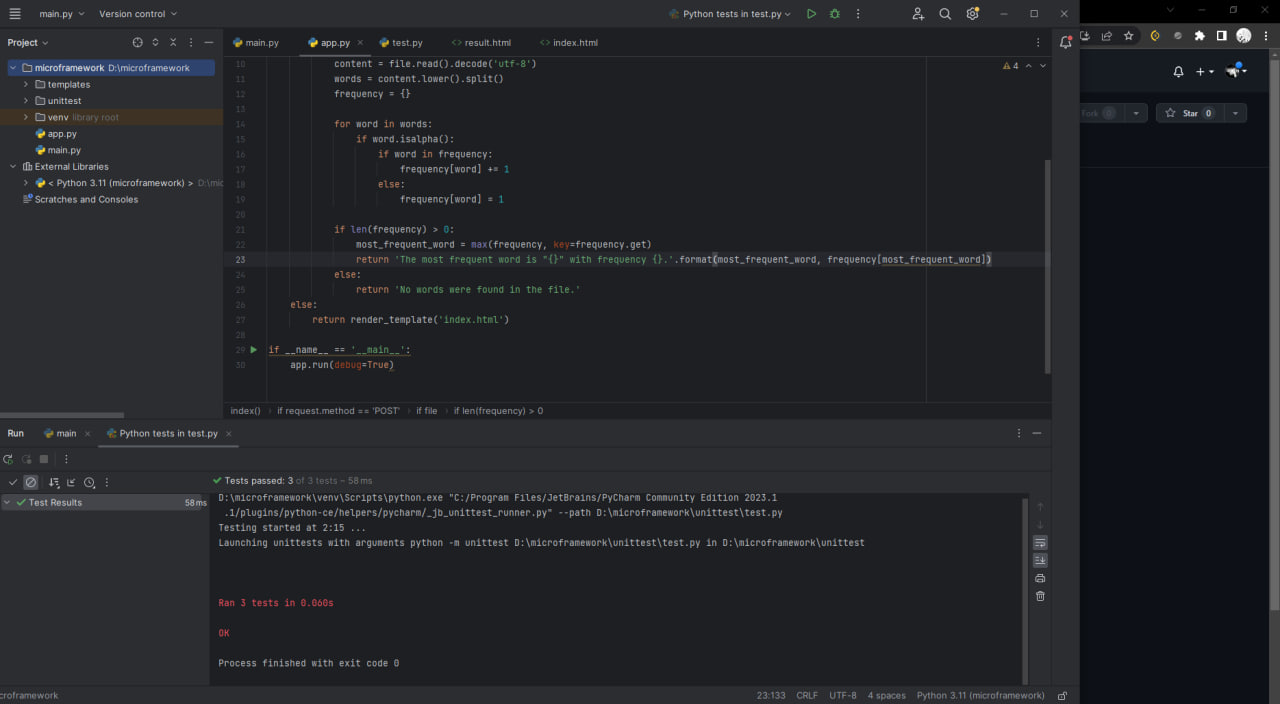 main.py
Version control
Python tests in test.py
Project
main.py
app.py
test.py
result.html
index.html
microframework D:\microframework
templates
unittest
venv library root
app.py
main.py
External Libraries
< Python 3.11 (microframework) > D:\mic
Scratches and Consoles
4
10 content = file.read().decode('utf-8')
11 words = content.lower().split()
12 frequency = {}
13
14 for word in words:
15 if word.isalpha():
16 if word in frequency:
17 frequency[word] += 1
18 else:
19 frequency[word] = 1
20
21 if len(frequency) > 0:
22 most_frequent_word = max(frequency, key=frequency.get)
23 return 'The most frequent word is "{}" with frequency {}.'.format(most_frequent_word, frequency[most_frequent_word])
24 else:
25 return 'No words were found in the file.'
26 else:
27 return render_template('index.html')
28
29 if __name__ == '__main__':
30 app.run(debug=True)
index() › if request.method == 'POST' › if file › if len(frequency) > 0
Fork 0
Star 0
Run
main
Python tests in test.py
Tests passed: 3 of 3 tests – 58 ms
Test Results 58 ms
D:\microframework\venv\Scripts\python.exe "C:/Program Files/JetBrains/PyCharm Community Edition 2023.1
.1/plugins/python-ce/helpers/pycharm/_jb_unittest_runner.py" --path D:\microframework\unittest\test.py
Testing started at 2:15 ...
Launching unittests with arguments python -m unittest D:\microframework\unittest\test.py in D:\microframework\unittest
Ran 3 tests in 0.060s
OK
Process finished with exit code 0
croframework
23:133 CRLF UTF-8 4 spaces Python 3.11 (microframework)